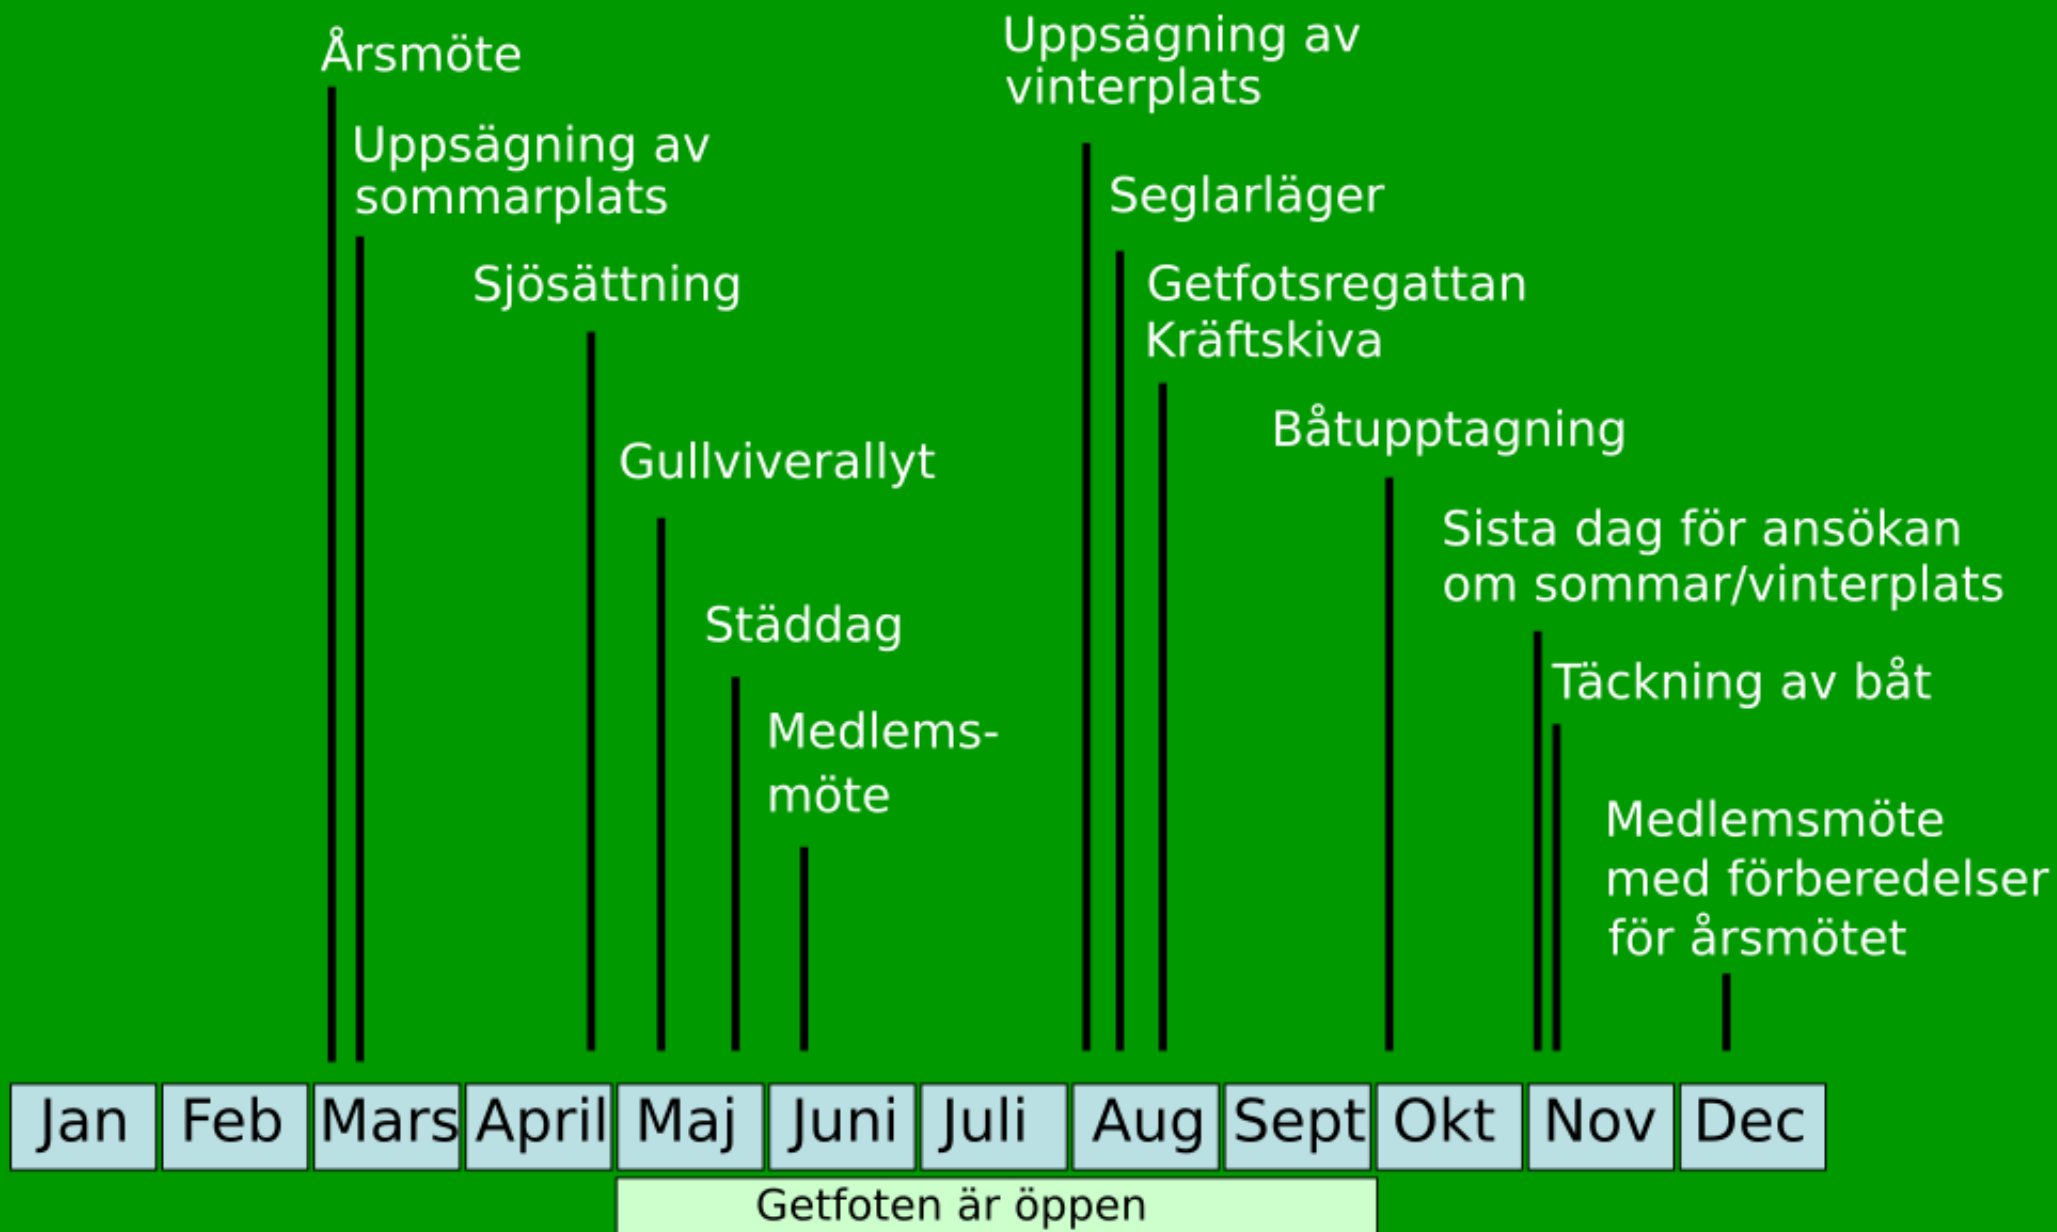 Årsmöte
Uppsägning av
sommarplats
Sjösättning
Gullviverallyt
Städdag
Medlems-
möte
Uppsägning av
vinterplats
Seglarläger
Getfotsregattan
Kräftskiva
Båtupptagning
Sista dag för ansökan
om sommar/vinterplats
Täckning av båt
Medlemsmöte
med förberedelser
för årsmötet
Jan Feb Mars April Maj Juni Juli Aug Sept Okt Nov Dec
Getfoten är öppen